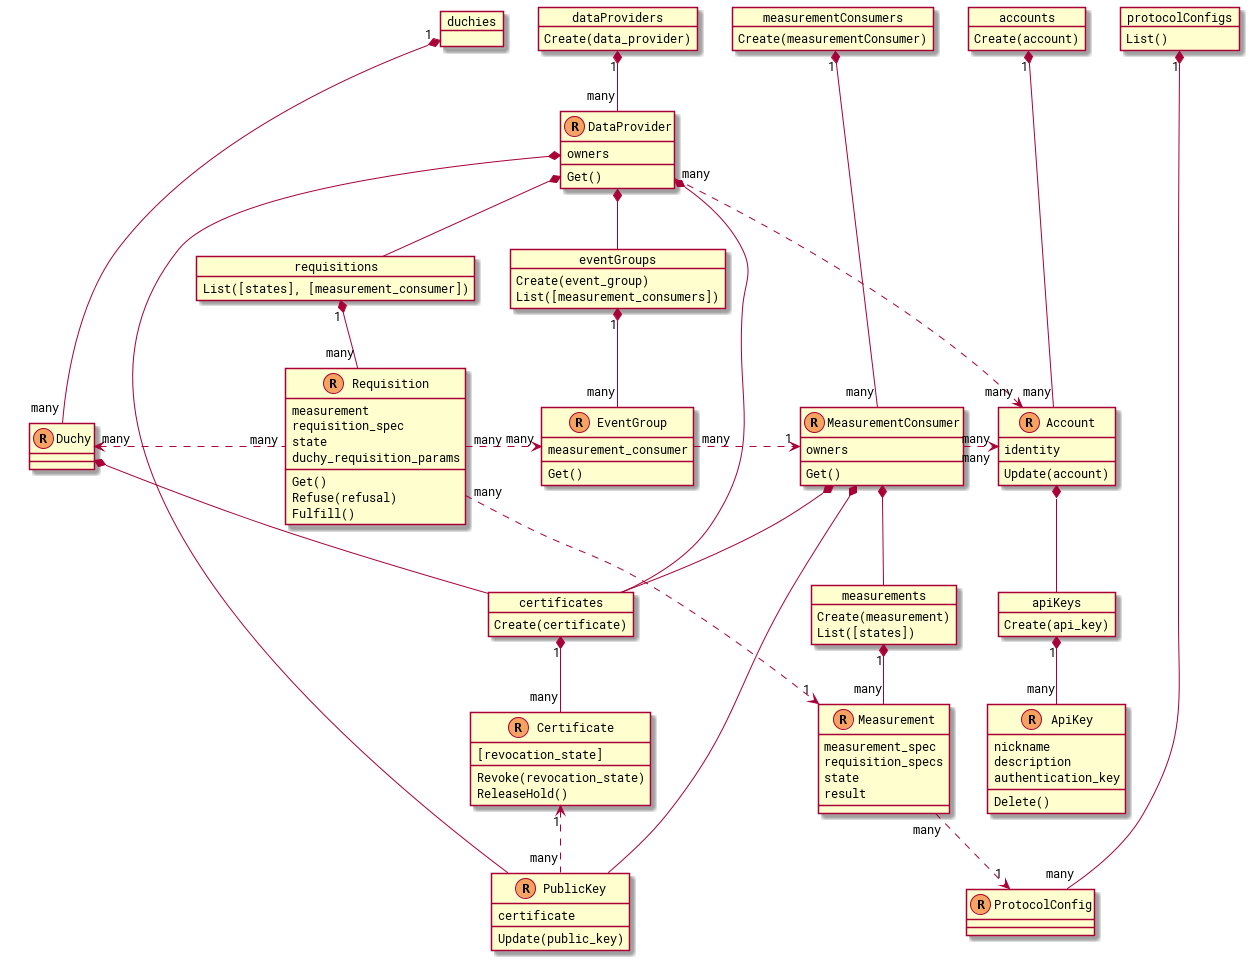 duchies
1
dataProviders
Create(data_provider)
1
measurementConsumers
Create(measurementConsumer)
1
accounts
Create(account)
1
protocolConfigs
List()
1
many
R DataProvider
owners
Get()
many
requisitions
List([states], [measurement_consumer])
1
eventGroups
Create(event_group)
List([measurement_consumers])
1
many
many
many
many
many
many
R Duchy
many
R Requisition
measurement
requisition_spec
state
duchy_requisition_params
Get()
Refuse(refusal)
Fulfill()
many
many
many
many
R EventGroup
measurement_consumer
Get()
many
1
R MeasurementConsumer
owners
Get()
many
many
R Account
identity
Update(account)
certificates
Create(certificate)
1
measurements
Create(measurement)
List([states])
1
apiKeys
Create(api_key)
1
many
many
many
1
R Certificate
[revocation_state]
Revoke(revocation_state)
ReleaseHold()
1
many
R Measurement
measurement_spec
requisition_specs
state
result
many
R ApiKey
nickname
description
authentication_key
Delete()
1
many
R PublicKey
certificate
Update(public_key)
R ProtocolConfig